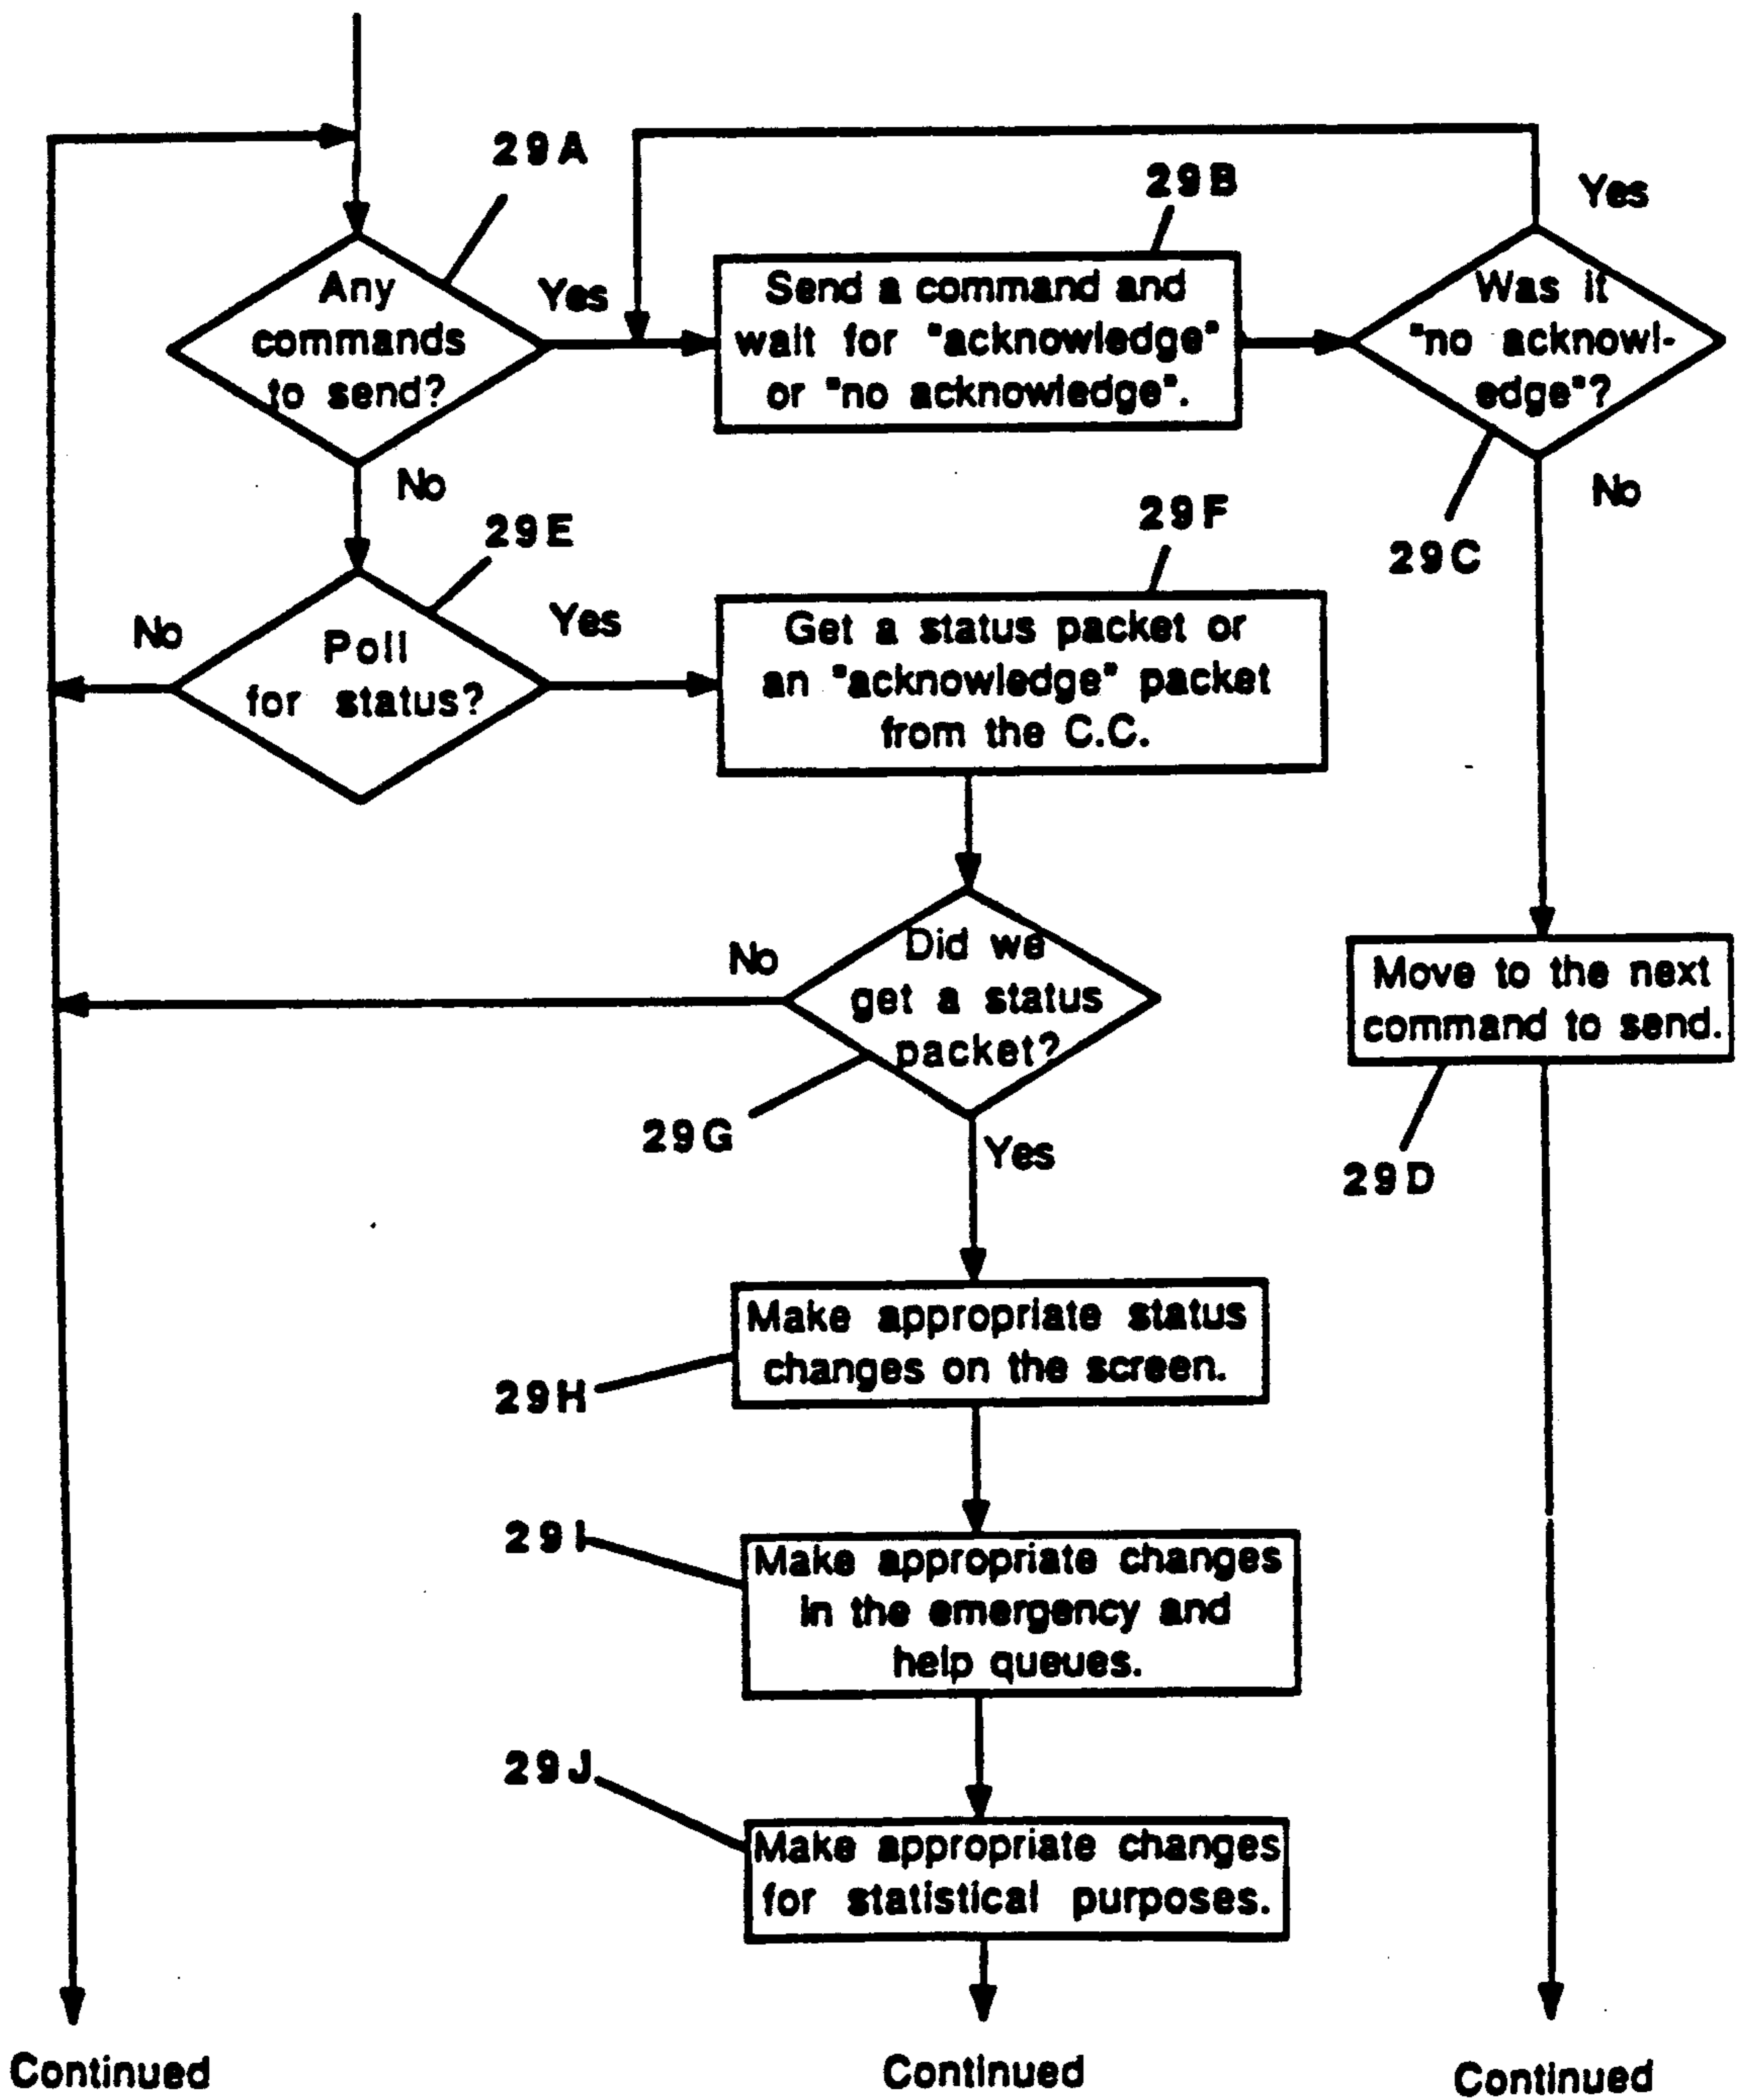 29A
Any
commands
to send?
Yes
No
29B
Send a command and
wait for "acknowledge"
or "no acknowledge".
Yes
Was it
"no acknowl-
edge"?
No
29C
29E
Poll
for status?
No
Yes
29F
Get a status packet or
an "acknowledge" packet
from the C.C.
Did we
get a status
packet?
No
Yes
29G
Move to the next
command to send.
29D
Make appropriate status
changes on the screen.
29H
29I
Make appropriate changes
in the emergency and
help queues.
29J
Make appropriate changes
for statistical purposes.
Continued
Continued
Continued